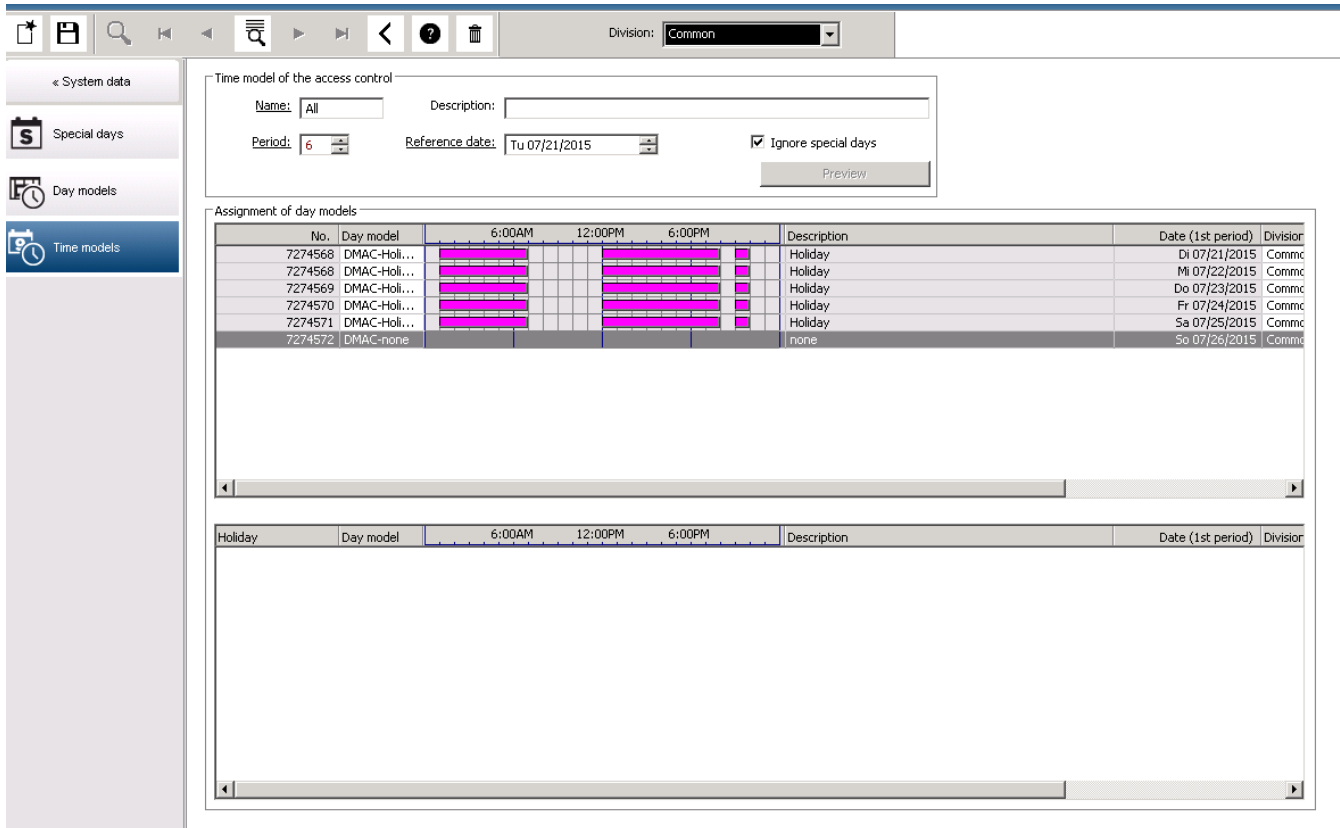 Division: Common
« System data
Special days
Day models
Time models
Time model of the access control
Name: All Description:
Period: 6 Reference date: Tu 07/21/2015 Ignore special days
Preview
Assignment of day models
No. Day model 6:00AM 12:00PM 6:00PM Description Date (1st period) Division
7274568 DMAC-Holi... Holiday Di 07/21/2015 Commo
7274568 DMAC-Holi... Holiday Mi 07/22/2015 Commo
7274569 DMAC-Holi... Holiday Do 07/23/2015 Commo
7274570 DMAC-Holi... Holiday Fr 07/24/2015 Commo
7274571 DMAC-Holi... Holiday Sa 07/25/2015 Commo
7274572 DMAC-none none So 07/26/2015 Commo
Holiday Day model 6:00AM 12:00PM 6:00PM Description Date (1st period) Division